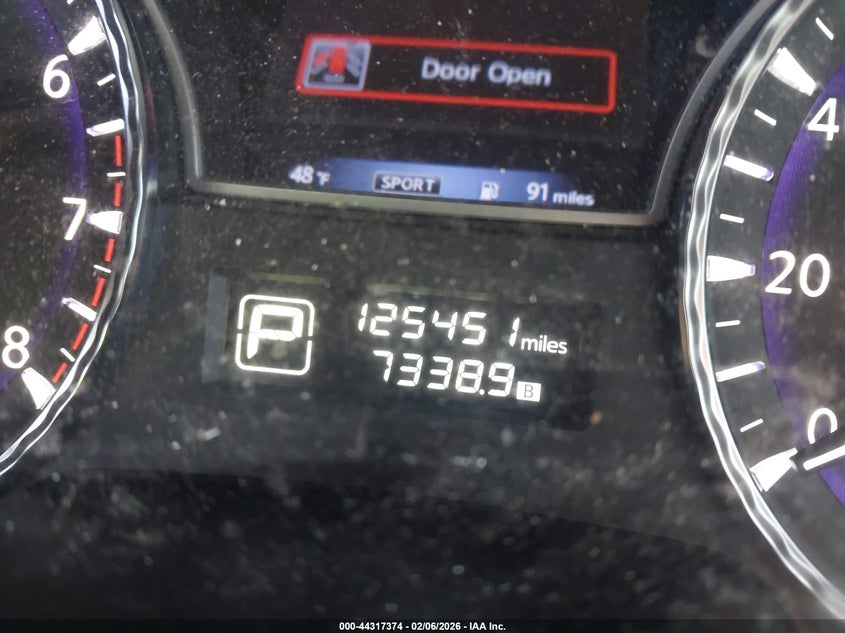 Door Open
48°F SPORT 91 miles
6
7
8
P
125451 miles
7338.9 B
4
20
0
000-44317374 | 02/06/2026 - IAA Inc.